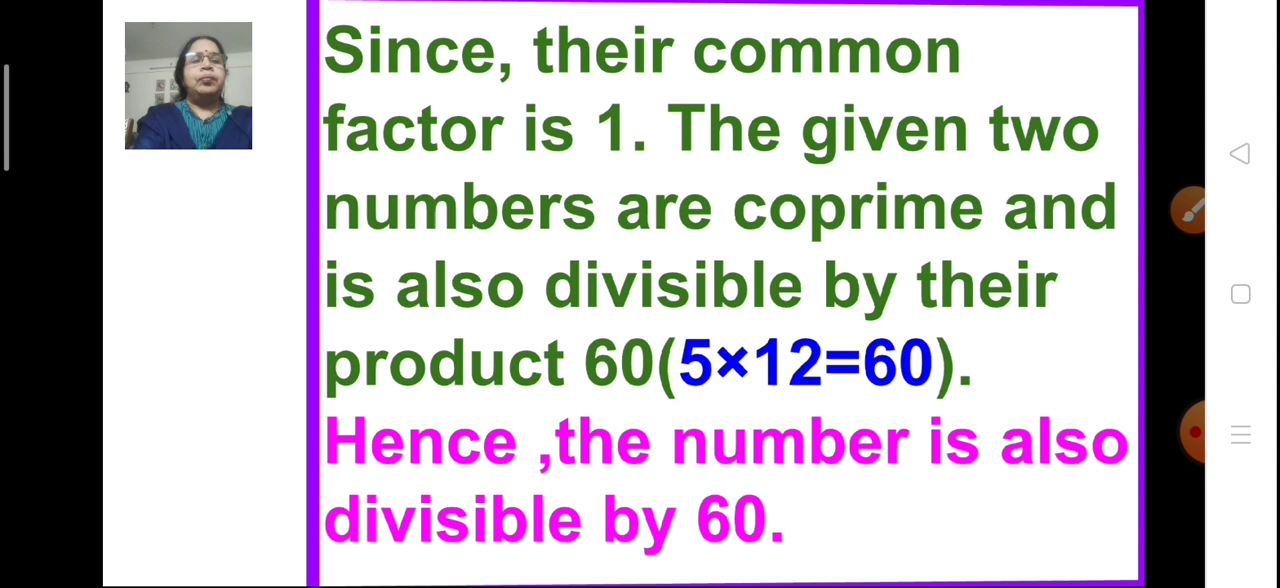 Since, their common
factor is 1. The given two
numbers are coprime and
is also divisible by their
product 60(5×12=60).
Hence ,the number is also
divisible by 60.